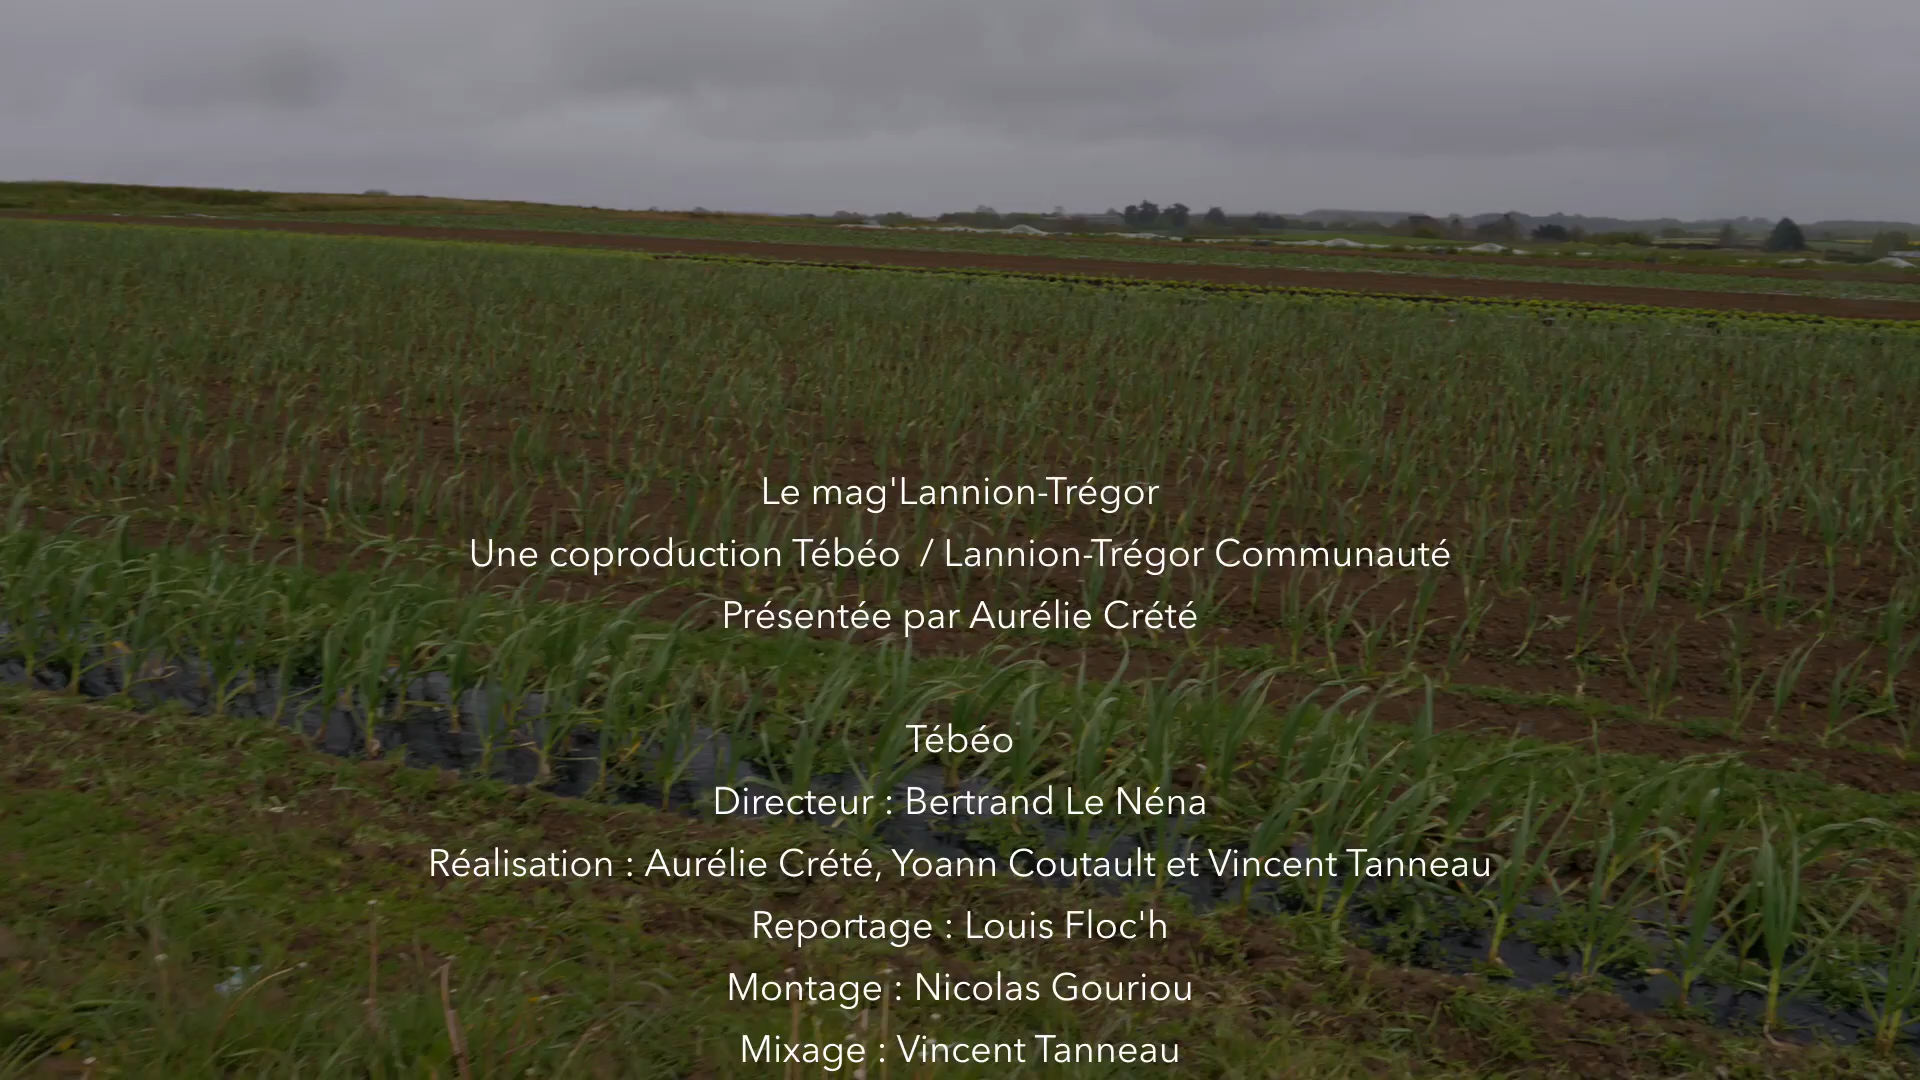 Le mag'Lannion-Trégor
Une coproduction Tébéo / Lannion-Trégor Communauté
Présentée par Aurélie Crété
Tébéo
Directeur : Bertrand Le Néna
Réalisation : Aurélie Crété, Yoann Coutault et Vincent Tanneau
Reportage : Louis Floc'h
Montage : Nicolas Gouriou
Mixage : Vincent Tanneau